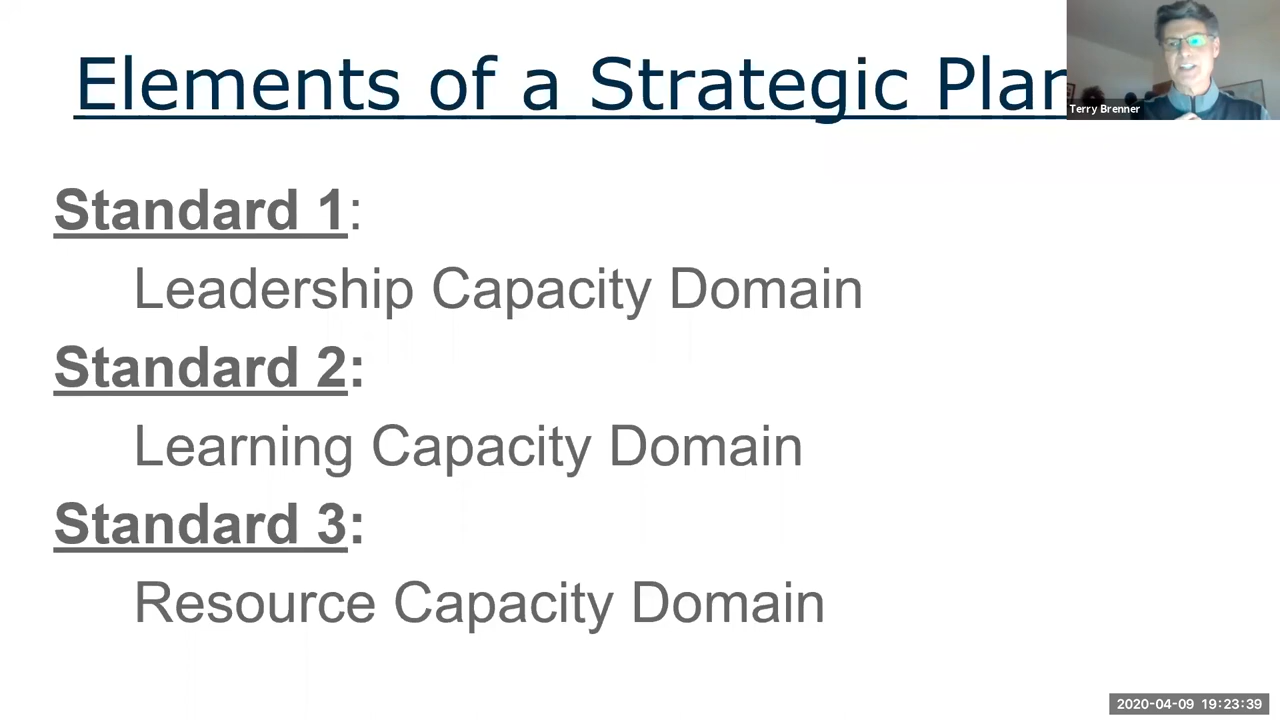 Elements of a Strategic Plan
Terry Brenner
Standard 1:
Leadership Capacity Domain
Standard 2:
Learning Capacity Domain
Standard 3:
Resource Capacity Domain
2020-04-09 19:23:39